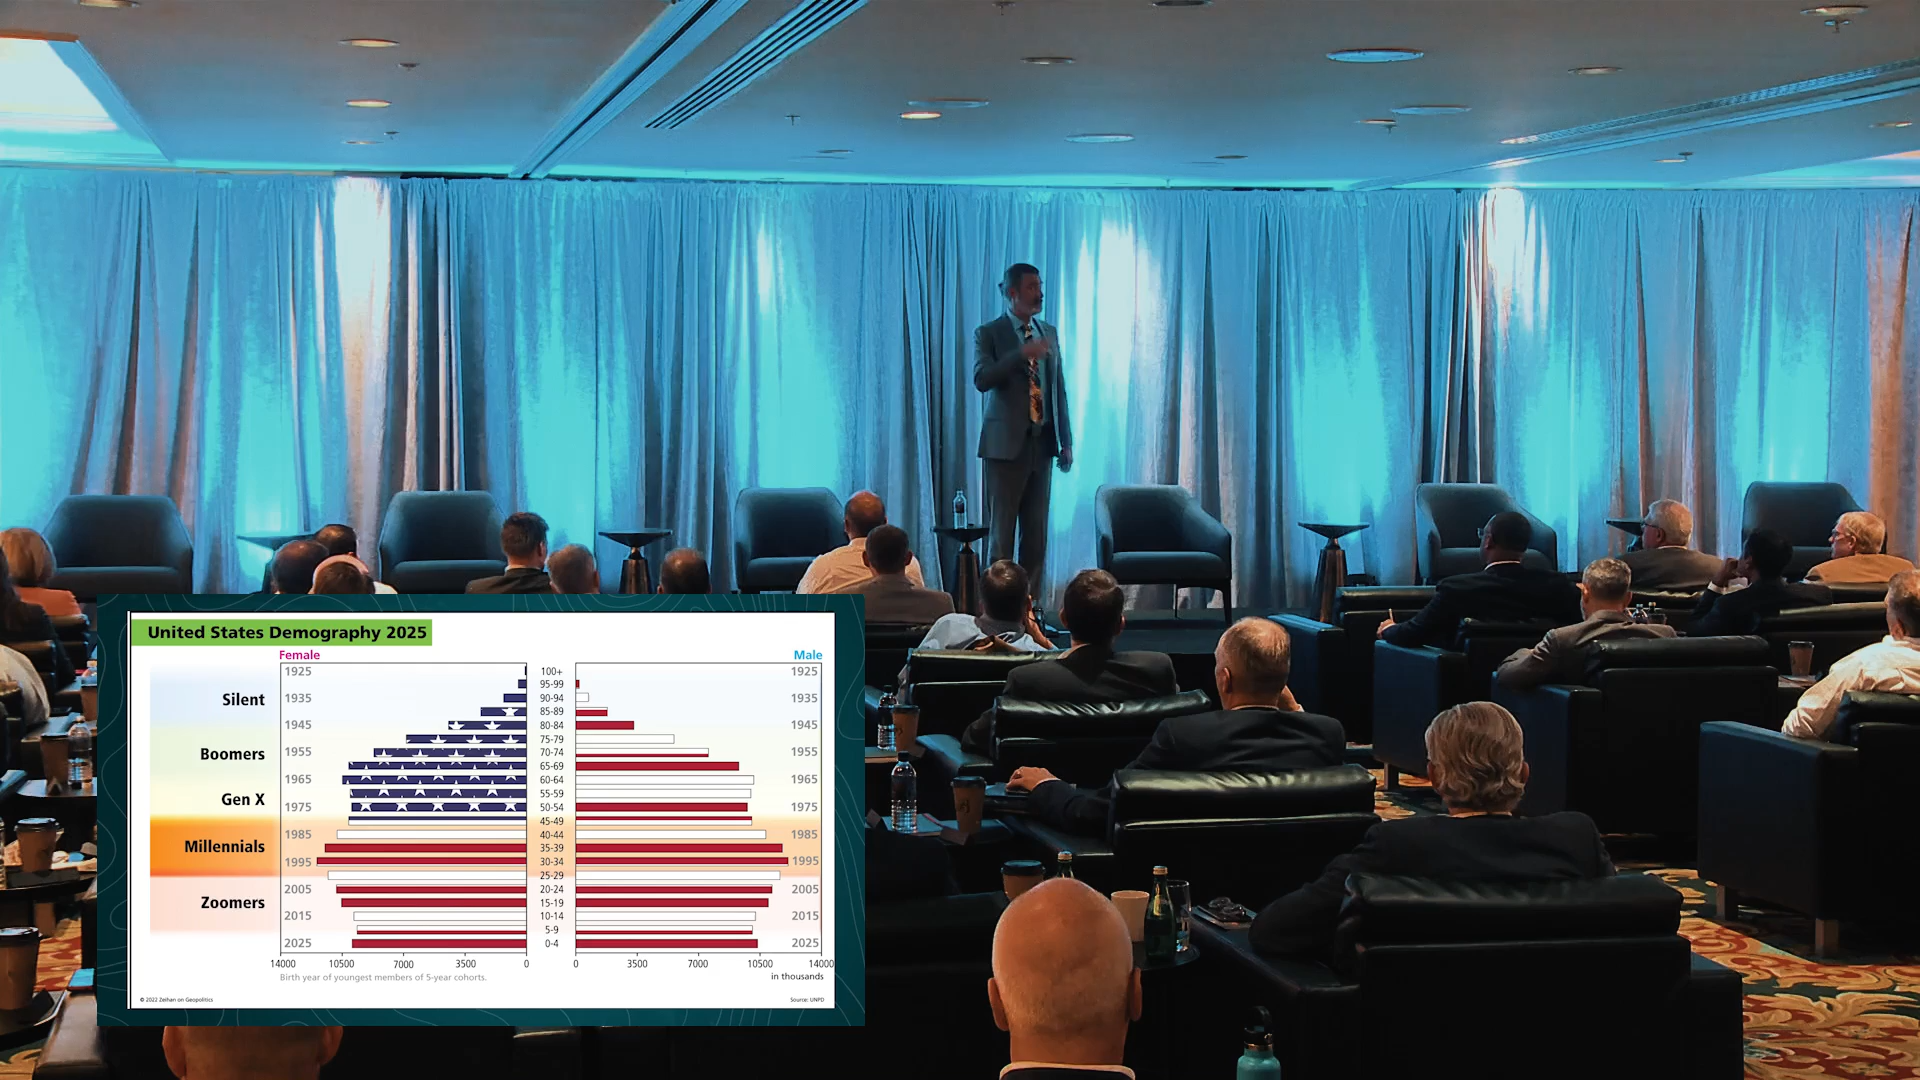 United States Demography 2025
Female Male
1925 100+ 1925
95-99
Silent 1935 90-94 1935
85-89
1945 80-84 1945
75-79
Boomers 1955 70-74 1955
65-69
1965 60-64 1965
Gen X 55-59
1975 50-54 1975
45-49
1985 40-44 1985
Millennials 35-39
1995 30-34 1995
25-29
2005 20-24 2005
Zoomers 15-19
2015 10-14 2015
5-9
2025 0-4 2025
14000 10500 7000 3500 0 0 3500 7000 10500 14000
Birth year of youngest members of 5-year cohorts. in thousands
© 2022 Zeihan on Geopolitics Source: UNPD